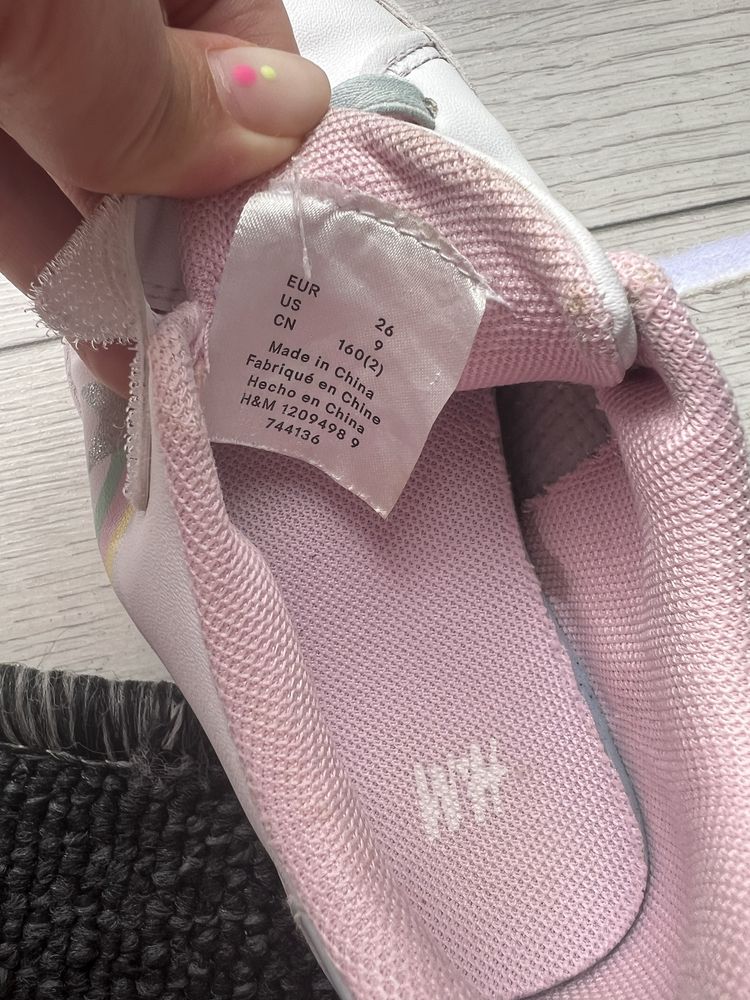 EUR 26
US 9
CN 160(2)
Made in China
Fabriqué en Chine
Hecho en China
H&M 1209498 9
744136
H&M